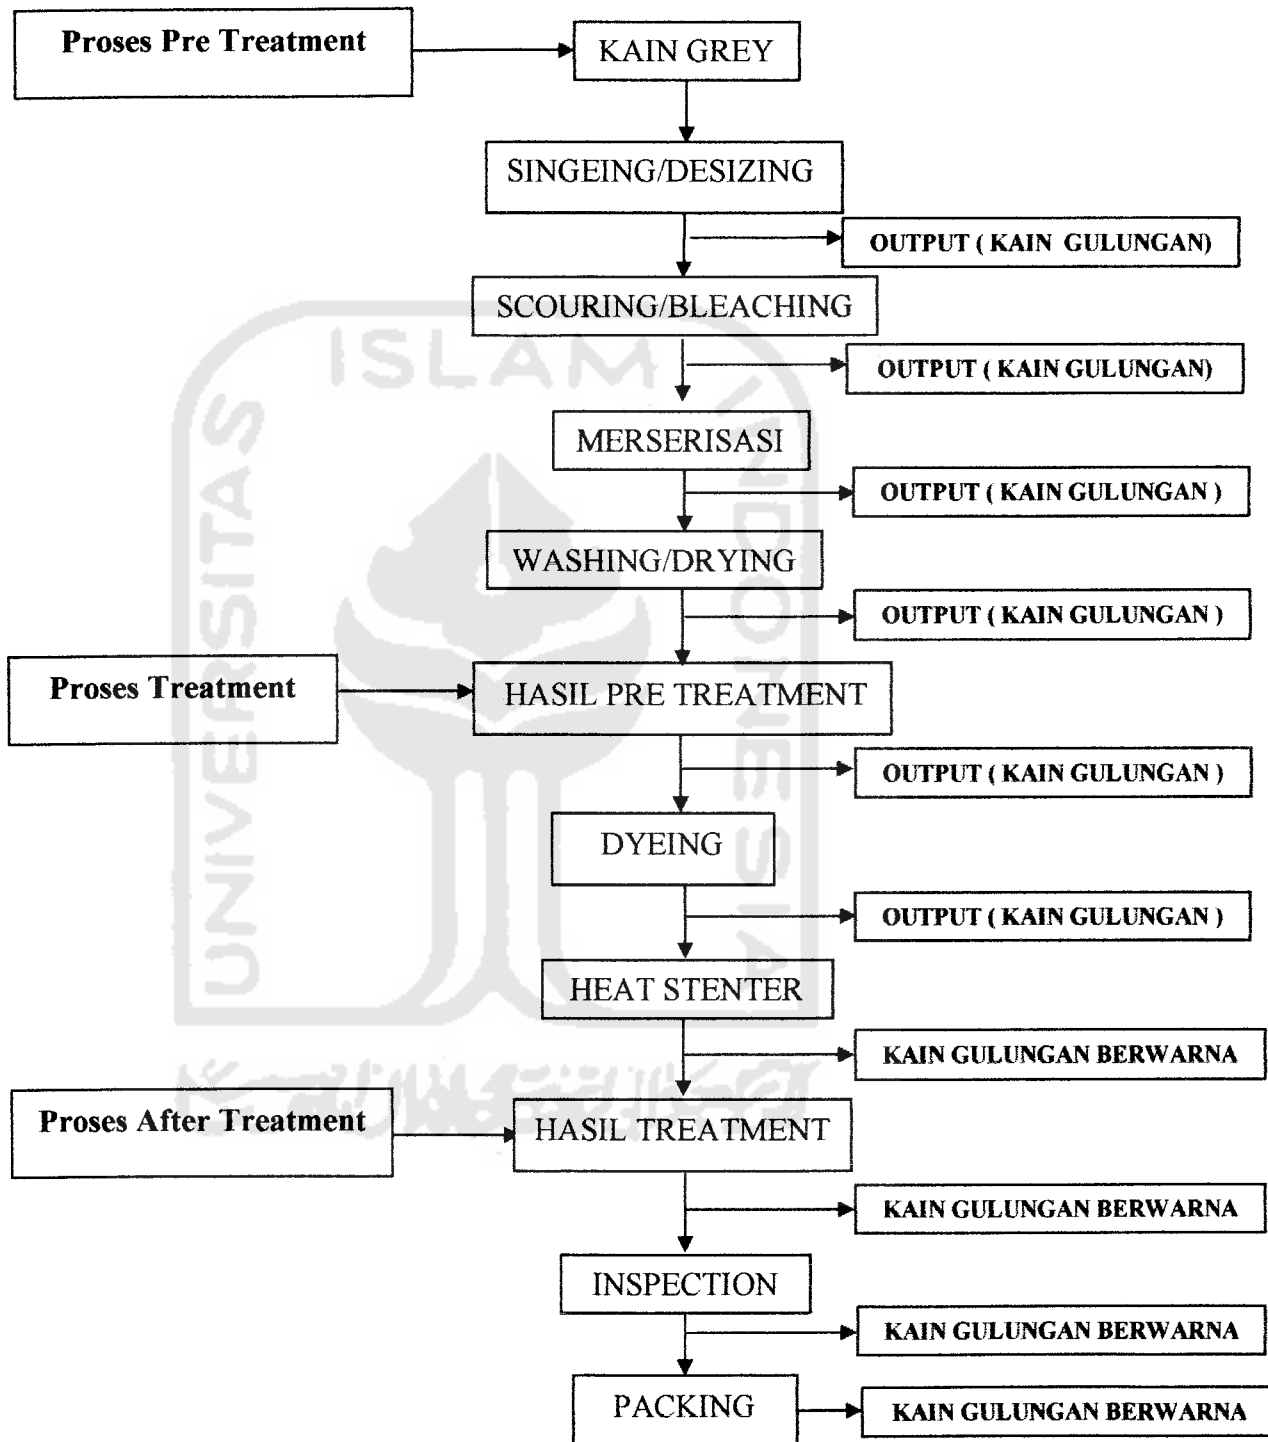 Proses Pre Treatment
KAIN GREY
SINGEING/DESIZING
OUTPUT ( KAIN GULUNGAN)
SCOURING/BLEACHING
OUTPUT ( KAIN GULUNGAN)
MERSERISASI
OUTPUT ( KAIN GULUNGAN )
WASHING/DRYING
OUTPUT ( KAIN GULUNGAN )
Proses Treatment
HASIL PRE TREATMENT
OUTPUT ( KAIN GULUNGAN )
DYEING
OUTPUT ( KAIN GULUNGAN )
HEAT STENTER
KAIN GULUNGAN BERWARNA
Proses After Treatment
HASIL TREATMENT
KAIN GULUNGAN BERWARNA
INSPECTION
KAIN GULUNGAN BERWARNA
PACKING
KAIN GULUNGAN BERWARNA
UNIVERSITAS
ISLAM
INDONESIA